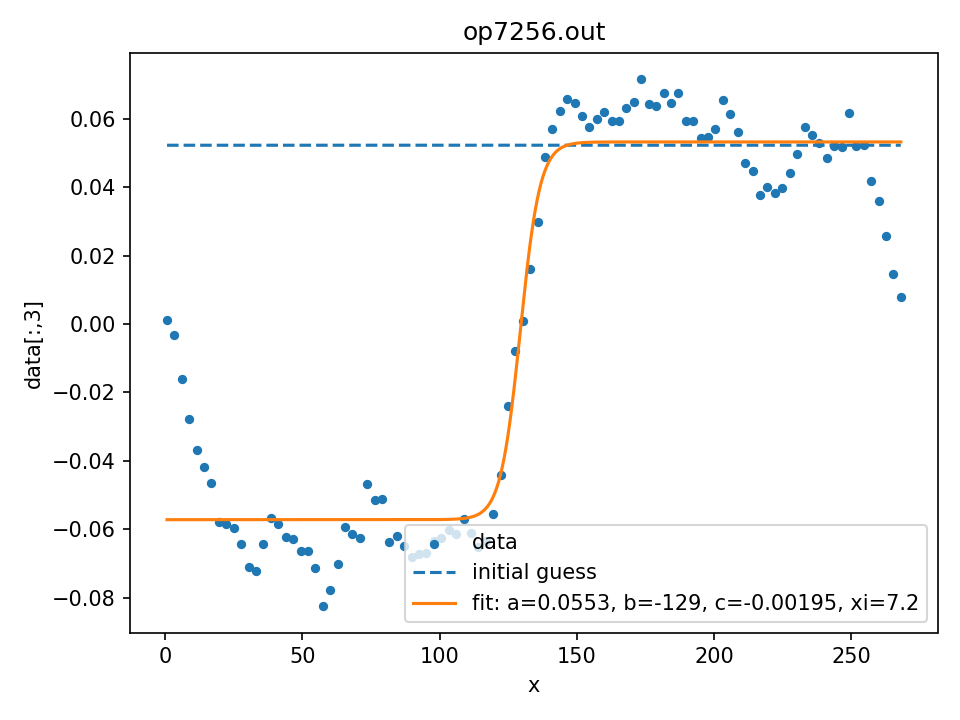 op7256.out
0.06
0.04
0.02
0.00
−0.02
−0.04
−0.06
−0.08
data[:,3]
data
initial guess
fit: a=0.0553, b=-129, c=-0.00195, xi=7.2
0 50 100 150 200 250
x